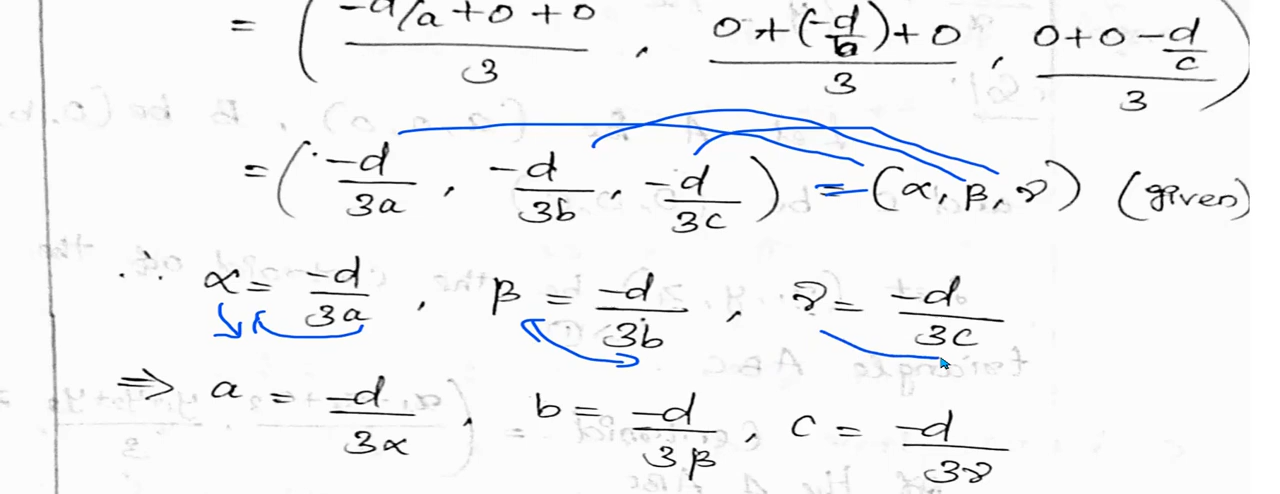 = ( (-d/a + 0 + 0)/3 , (0 + (-d/b) + 0)/3 , (0 + 0 - d/c)/3 )
= ( -d/3a , -d/3b , -d/3c ) = (α, β, γ) (given)
∴ α = -d/3a , β = -d/3b , γ = -d/3c
⇒ a = -d/3α , b = -d/3β , c = -d/3γ